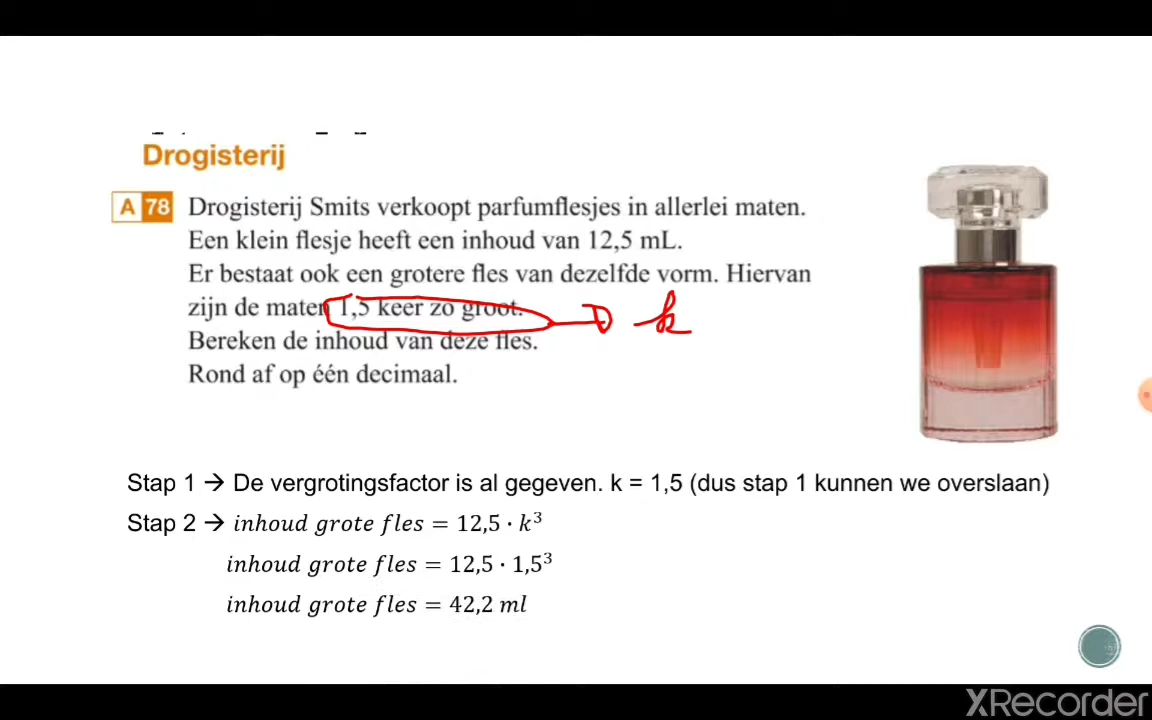 Drogisterij
A 78 Drogisterij Smits verkoopt parfumflesjes in allerlei maten.
Een klein flesje heeft een inhoud van 12,5 mL.
Er bestaat ook een grotere fles van dezelfde vorm. Hiervan
zijn de maten 1,5 keer zo groot. k
Bereken de inhoud van deze fles.
Rond af op één decimaal.
Stap 1 → De vergrotingsfactor is al gegeven. k = 1,5 (dus stap 1 kunnen we overslaan)
Stap 2 → inhoud grote fles = 12,5 · k³
inhoud grote fles = 12,5 · 1,5³
inhoud grote fles = 42,2 ml
XRecorder